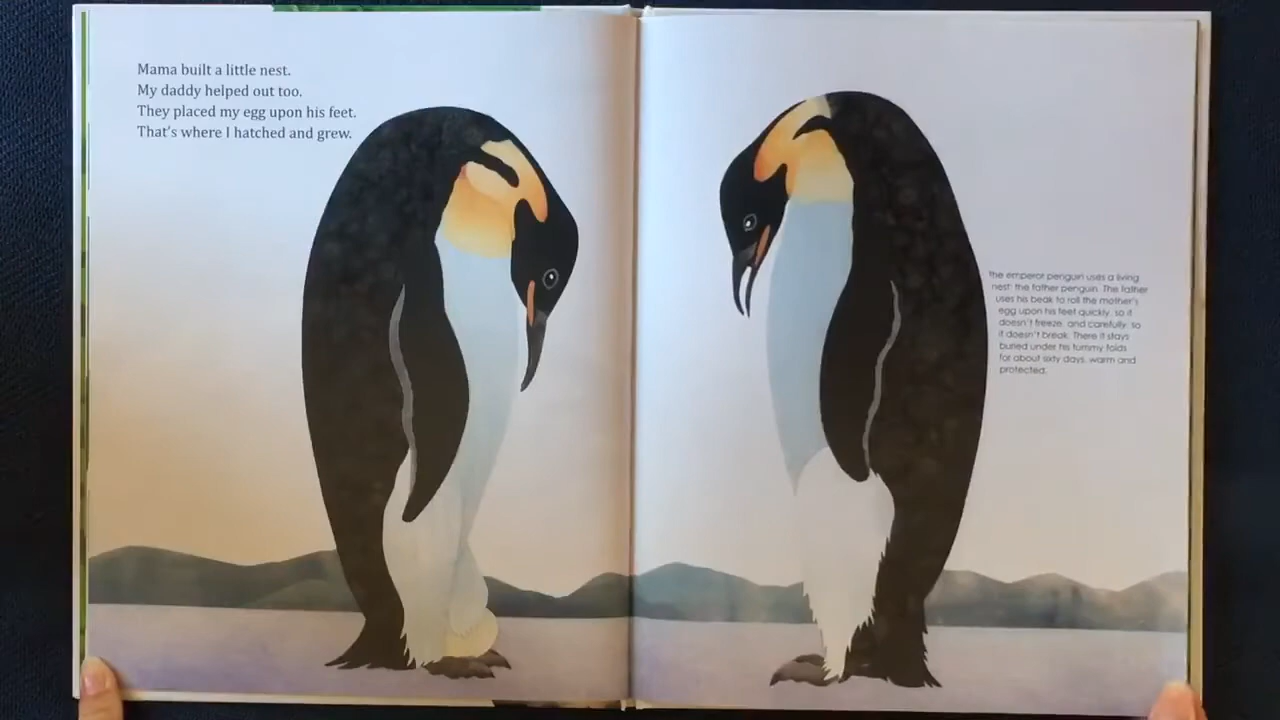 Mama built a little nest.
My daddy helped out too.
They placed my egg upon his feet.
That's where I hatched and grew.
The emperor penguin uses a living
nest: the father penguin. The father
uses his beak to roll the mother's
egg upon his feet quickly, so it
doesn't freeze, and carefully, so
it doesn't break. There it stays
buried under his tummy folds
for about sixty days, warm and
protected.